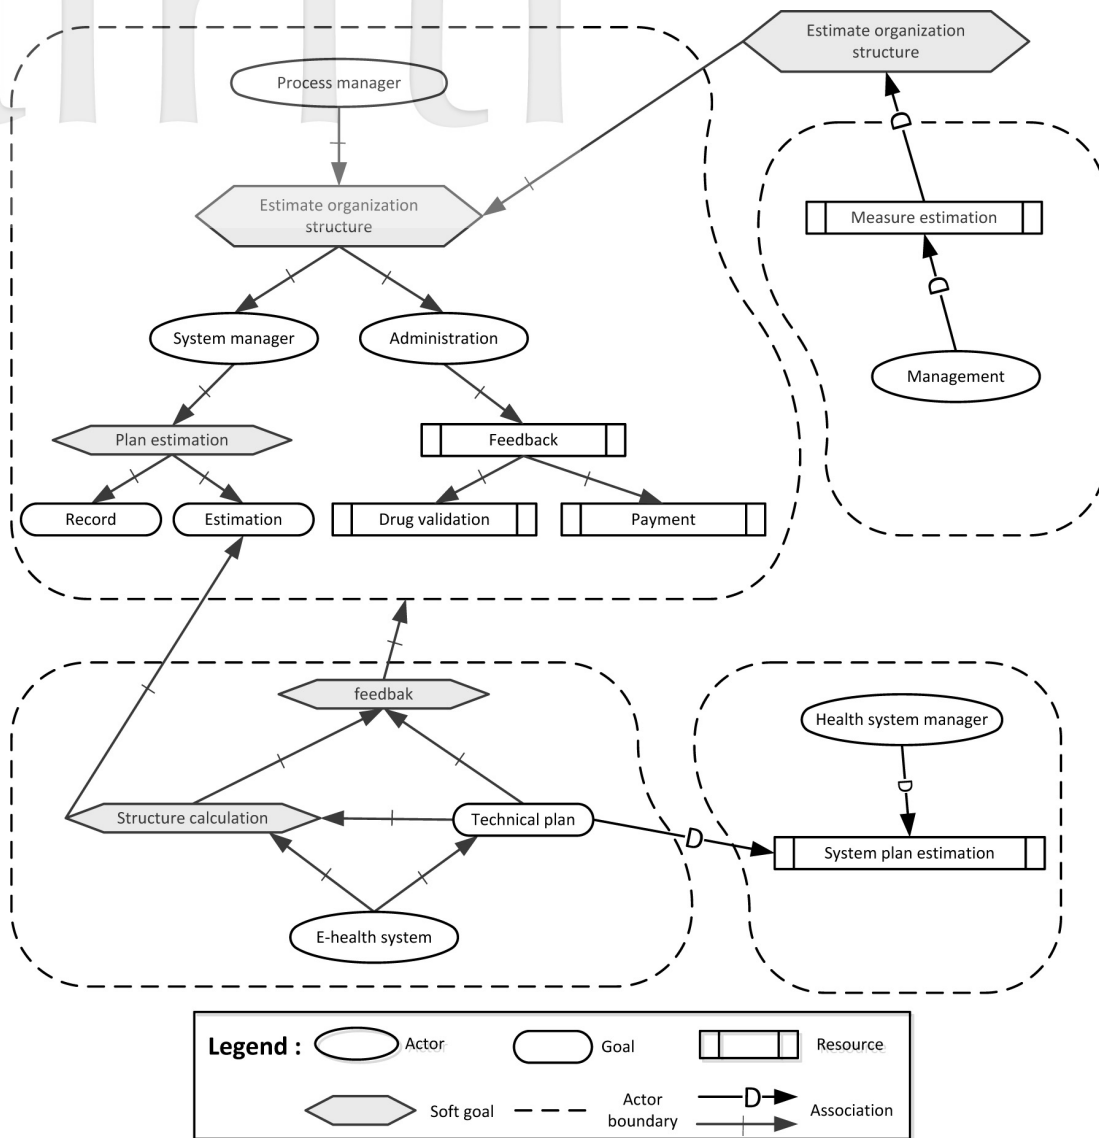 Estimate organization
structure
Process manager
Estimate organization
structure
Measure estimation
D
D
System manager
Administration
Management
Plan estimation
Feedback
Record
Estimation
Drug validation
Payment
feedbak
Health system manager
D
Structure calculation
Technical plan
D
System plan estimation
E-health system
Legend :
Actor
Goal
Resource
Soft goal
Actor
boundary
D
Association